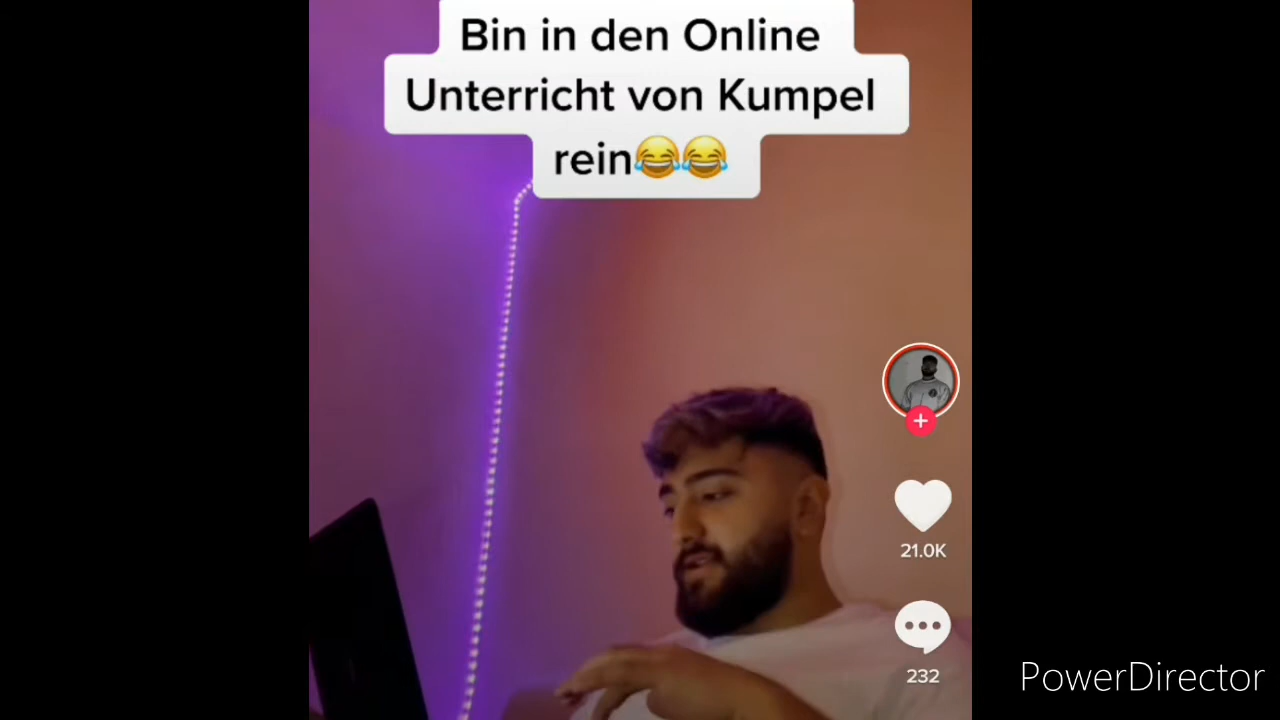 Bin in den Online
Unterricht von Kumpel
rein😂😂
21.0K
232
PowerDirector